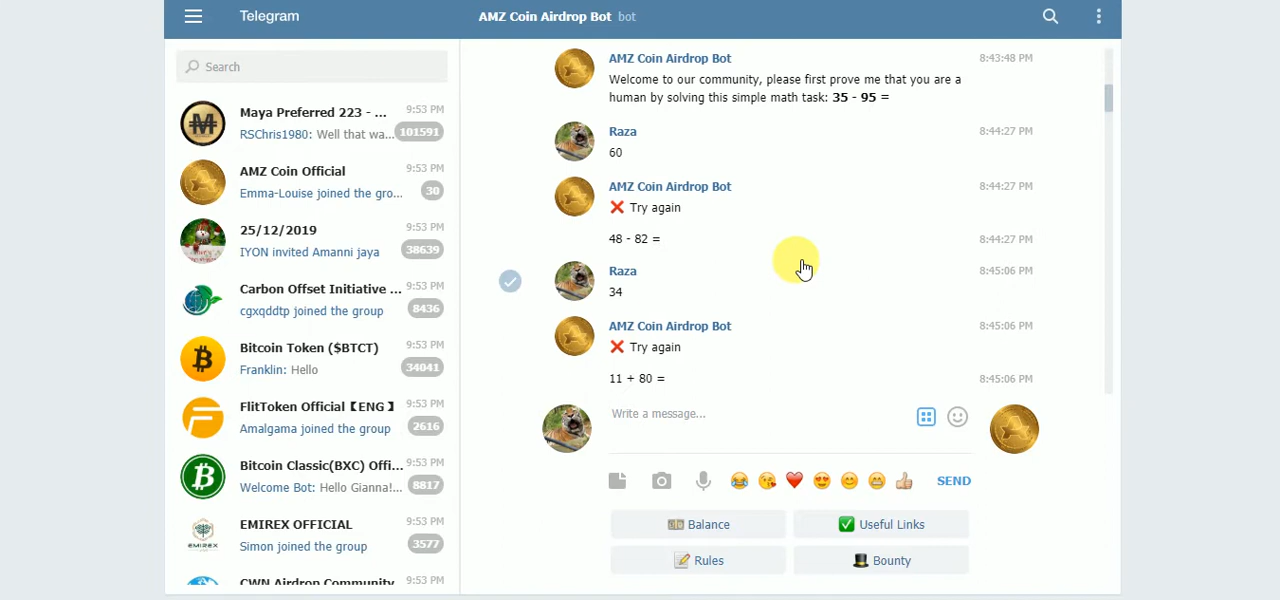 Telegram
AMZ Coin Airdrop Bot bot
Search
Maya Preferred 223 - ... 9:53 PM
RSChris1980: Well that wa... 101591
AMZ Coin Official 9:53 PM
Emma-Louise joined the gro... 30
25/12/2019 9:53 PM
IYON invited Amanni jaya 38639
Carbon Offset Initiative ... 9:53 PM
cgxqddtp joined the group 8436
Bitcoin Token ($BTCT) 9:53 PM
Franklin: Hello 34041
FlitToken Official【ENG】 9:53 PM
Amalgama joined the group 2616
Bitcoin Classic(BXC) Offi... 9:53 PM
Welcome Bot: Hello Gianna!... 8817
EMIREX OFFICIAL 9:53 PM
Simon joined the group 3577
EMIREX
CWN Airdrop Community 9:53 PM
AMZ Coin Airdrop Bot 8:43:48 PM
Welcome to our community, please first prove me that you are a
human by solving this simple math task: 35 - 95 =
Raza 8:44:27 PM
60
AMZ Coin Airdrop Bot 8:44:27 PM
❌ Try again
48 - 82 = 8:44:27 PM
Raza 8:45:06 PM
34
AMZ Coin Airdrop Bot 8:45:06 PM
❌ Try again
11 + 80 = 8:45:06 PM
Write a message...
SEND
💵 Balance
✅ Useful Links
📝 Rules
🎩 Bounty